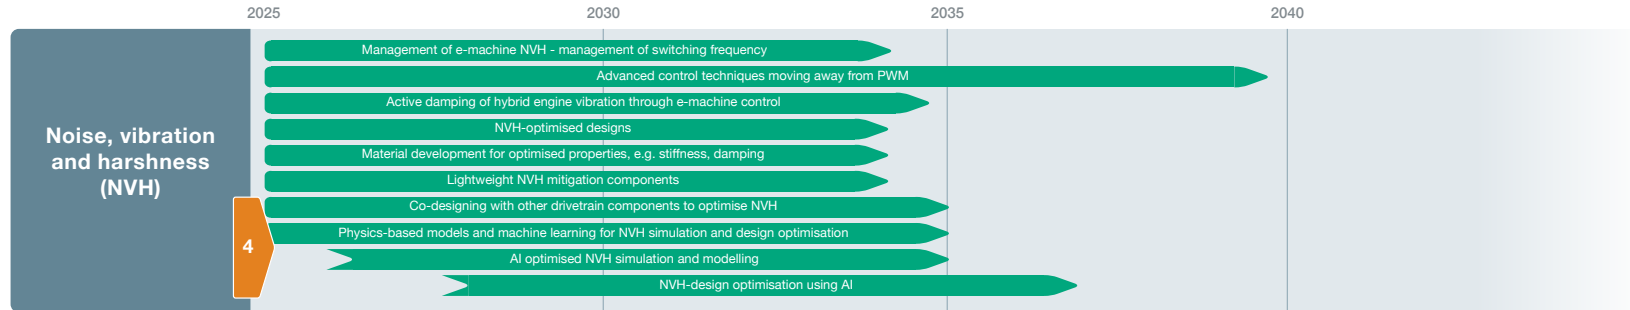 2025
2030
2035
2040
Noise, vibration
and harshness
(NVH)
4
Management of e-machine NVH - management of switching frequency
Advanced control techniques moving away from PWM
Active damping of hybrid engine vibration through e-machine control
NVH-optimised designs
Material development for optimised properties, e.g. stiffness, damping
Lightweight NVH mitigation components
Co-designing with other drivetrain components to optimise NVH
Physics-based models and machine learning for NVH simulation and design optimisation
AI optimised NVH simulation and modelling
NVH-design optimisation using AI